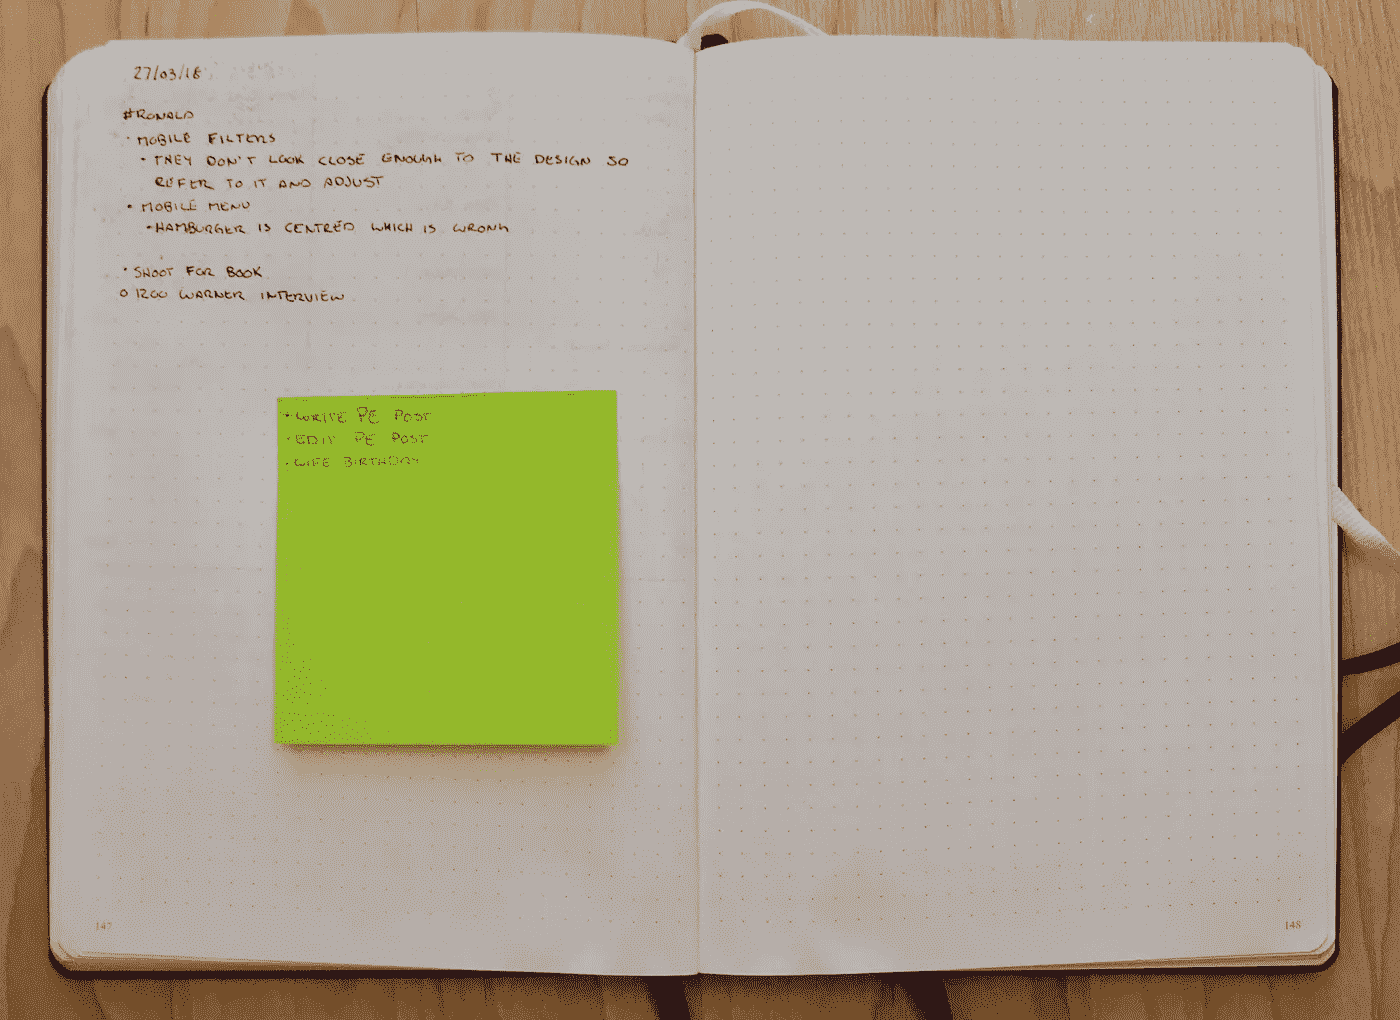 27/03/18
#RONALD
· MOBILE FILTERS
· THEY DON'T LOOK CLOSE ENOUGH TO THE DESIGN SO
REFER TO IT AND ADJUST
· MOBILE MENU
· HAMBURGER IS CENTRED WHICH IS WRONG
· SHOOT FOR BOOK
O 1200 WARNER INTERVIEW
· WRITE PE POST
· EDIT PE POST
· WIFE BIRTHDAY
147
148